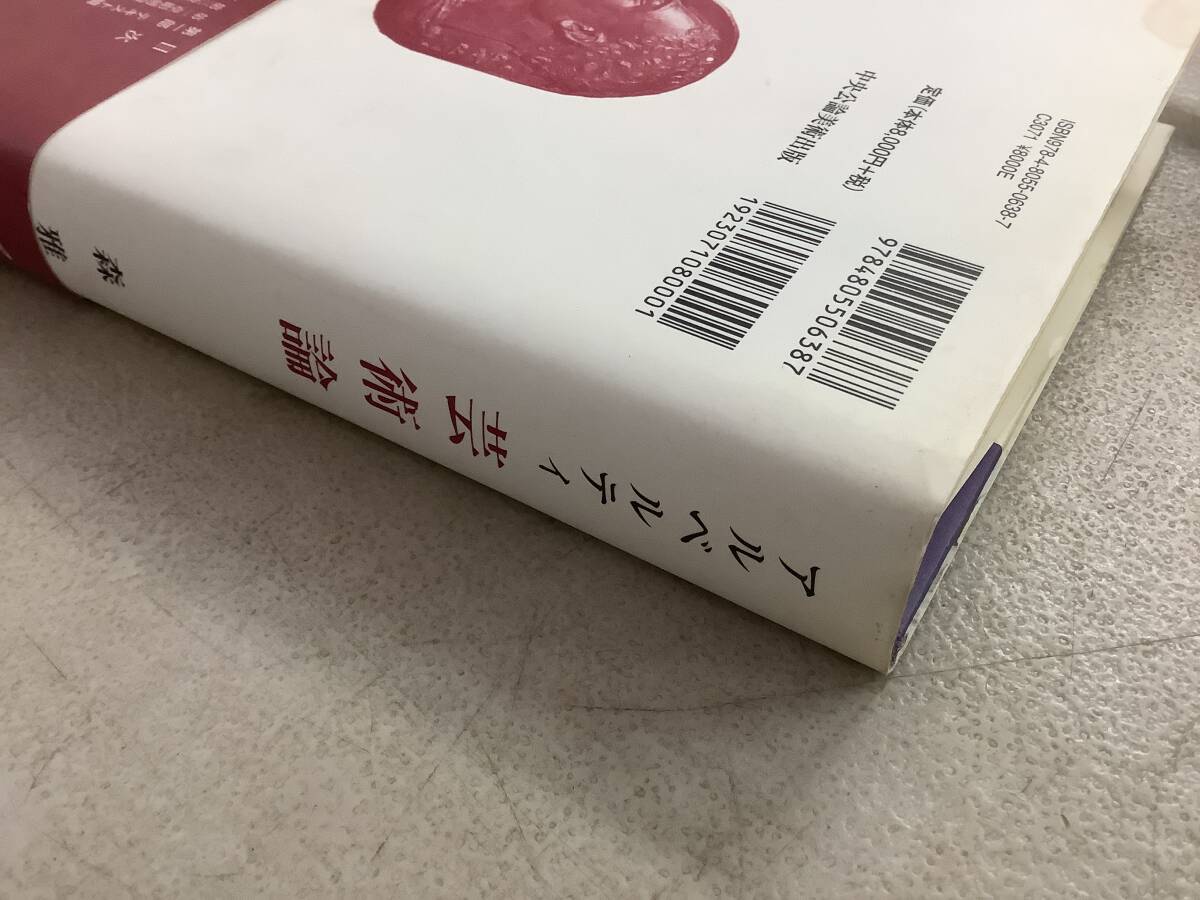 アルベルティ 芸術論
森 雅
ISBN978-4-8055-0638-7
C3071 ¥8000E
定価(本体8,000円+税)
中央公論美術出版
9784805506387
1923071080001
目次